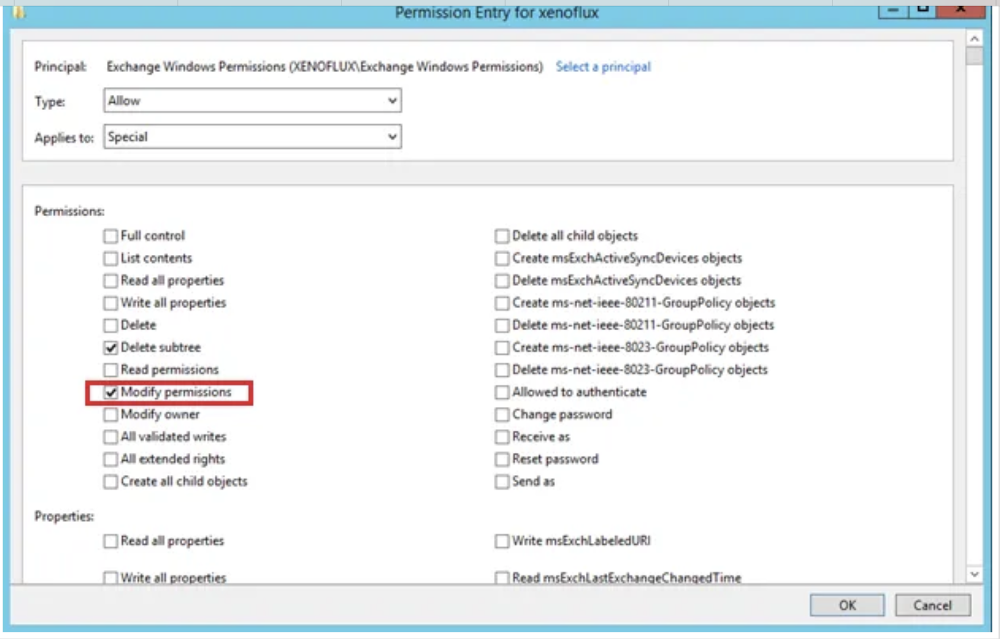 Permission Entry for xenoflux
Principal: Exchange Windows Permissions (XENOFLUX\Exchange Windows Permissions) Select a principal
Type: Allow
Applies to: Special
Permissions:
Full control
List contents
Read all properties
Write all properties
Delete
Delete subtree
Read permissions
Modify permissions
Modify owner
All validated writes
All extended rights
Create all child objects
Delete all child objects
Create msExchActiveSyncDevices objects
Delete msExchActiveSyncDevices objects
Create ms-net-ieee-80211-GroupPolicy objects
Delete ms-net-ieee-80211-GroupPolicy objects
Create ms-net-ieee-8023-GroupPolicy objects
Delete ms-net-ieee-8023-GroupPolicy objects
Allowed to authenticate
Change password
Receive as
Reset password
Send as
Properties:
Read all properties
Write all properties
Write msExchLabeledURI
Read msExchLastExchangeChangedTime
OK
Cancel